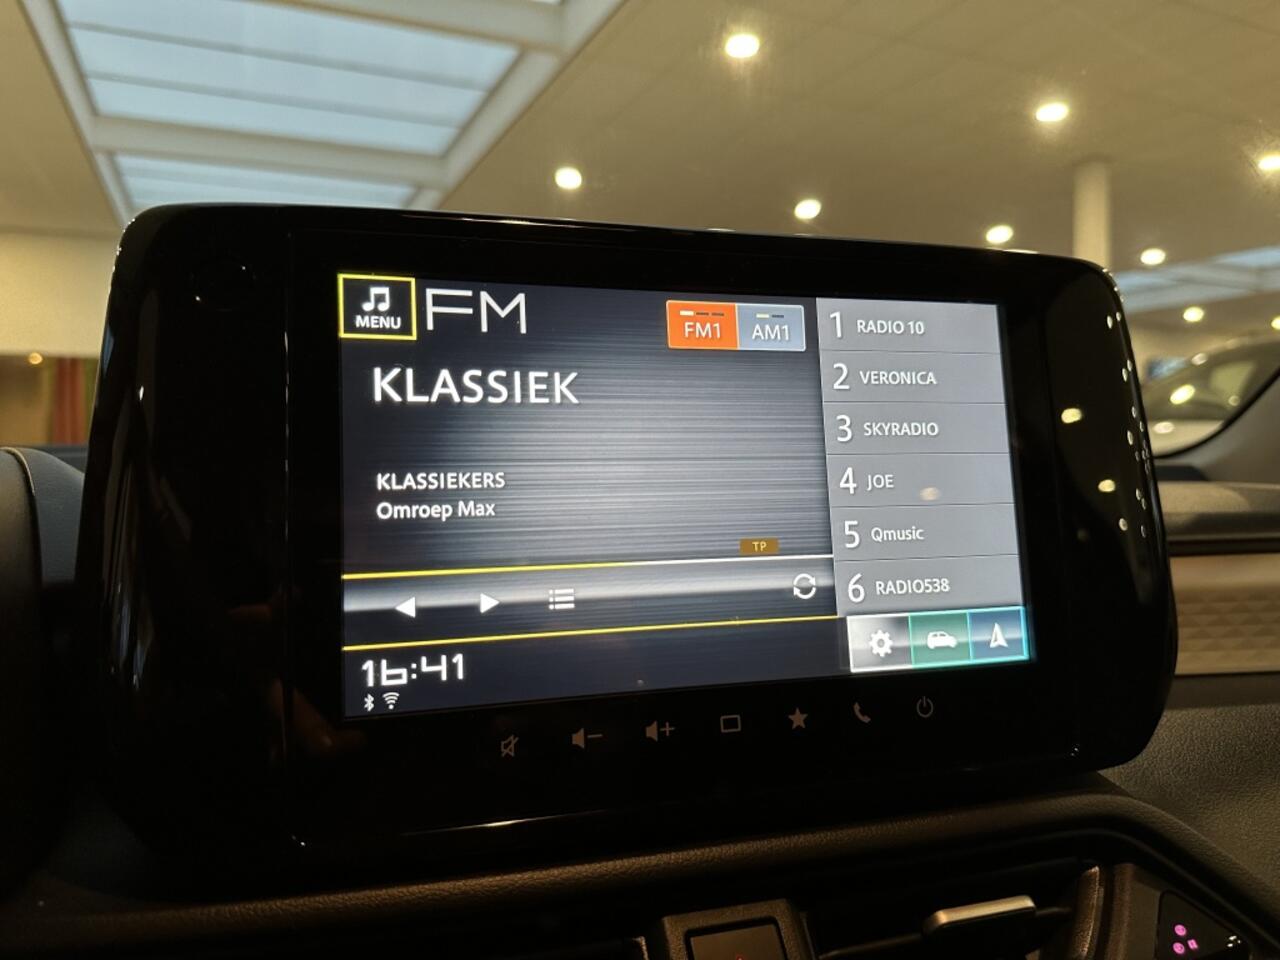 MENU
FM
FM1
AM1
KLASSIEK
KLASSIEKERS
Omroep Max
TP
16:41
1 RADIO 10
2 VERONICA
3 SKYRADIO
4 JOE
5 Qmusic
6 RADIO538